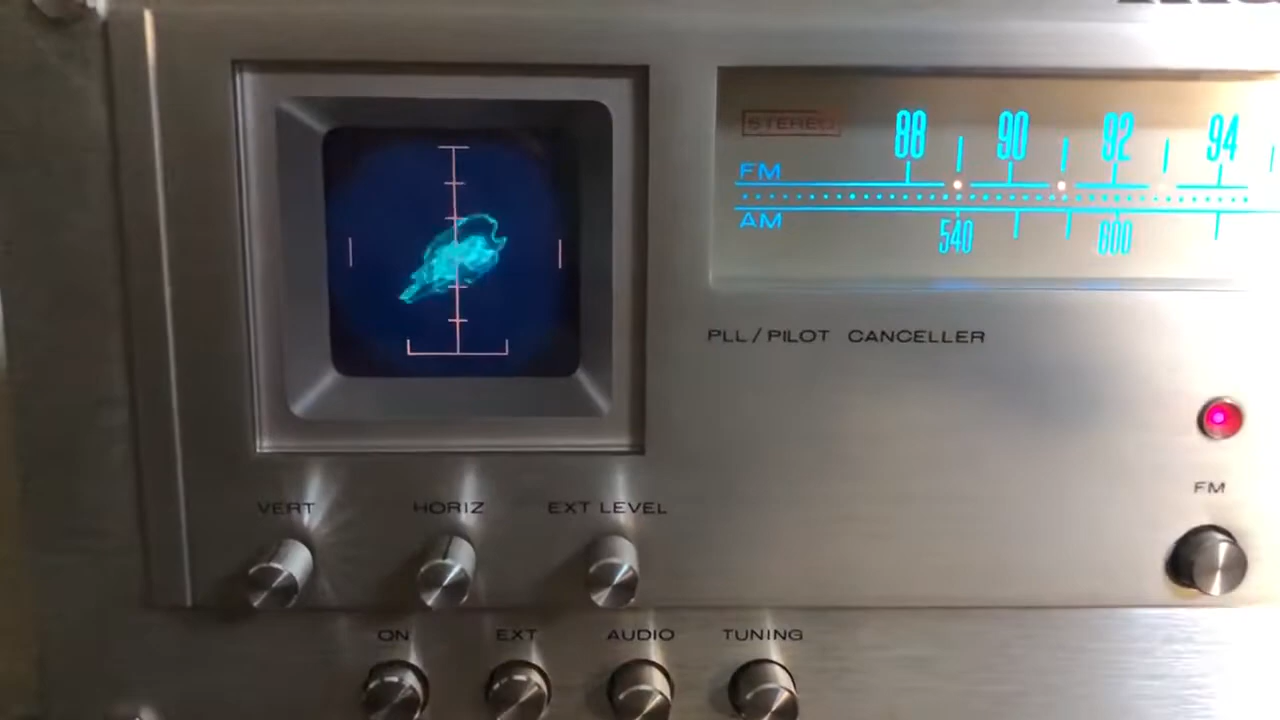 STEREO
88 90 92 94
FM
AM
540 600
PLL/PILOT CANCELLER
FM
VERT HORIZ EXT LEVEL
ON EXT AUDIO TUNING